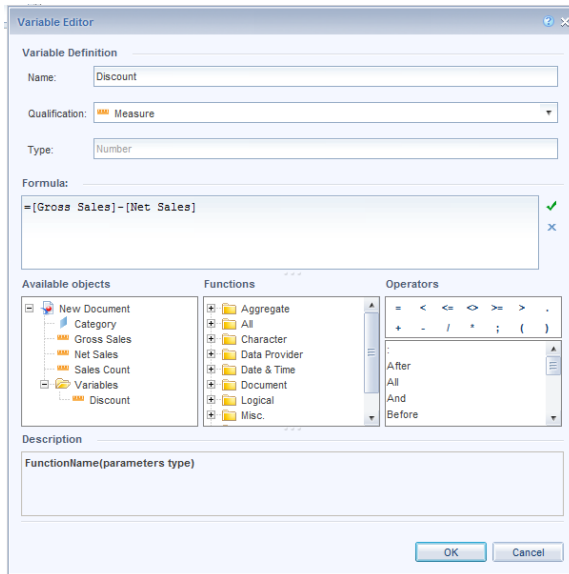 Variable Editor
Variable Definition
Name: Discount
Qualification: Measure
Type: Number
Formula:
=[Gross Sales]-[Net Sales]
Available objects
New Document
Category
Gross Sales
Net Sales
Sales Count
Variables
Discount
Functions
Aggregate
All
Character
Data Provider
Date & Time
Document
Logical
Misc.
Operators
= < <= <> >= > .
+ - / * ; ( )
:
After
All
And
Before
Description
FunctionName(parameters type)
OK Cancel